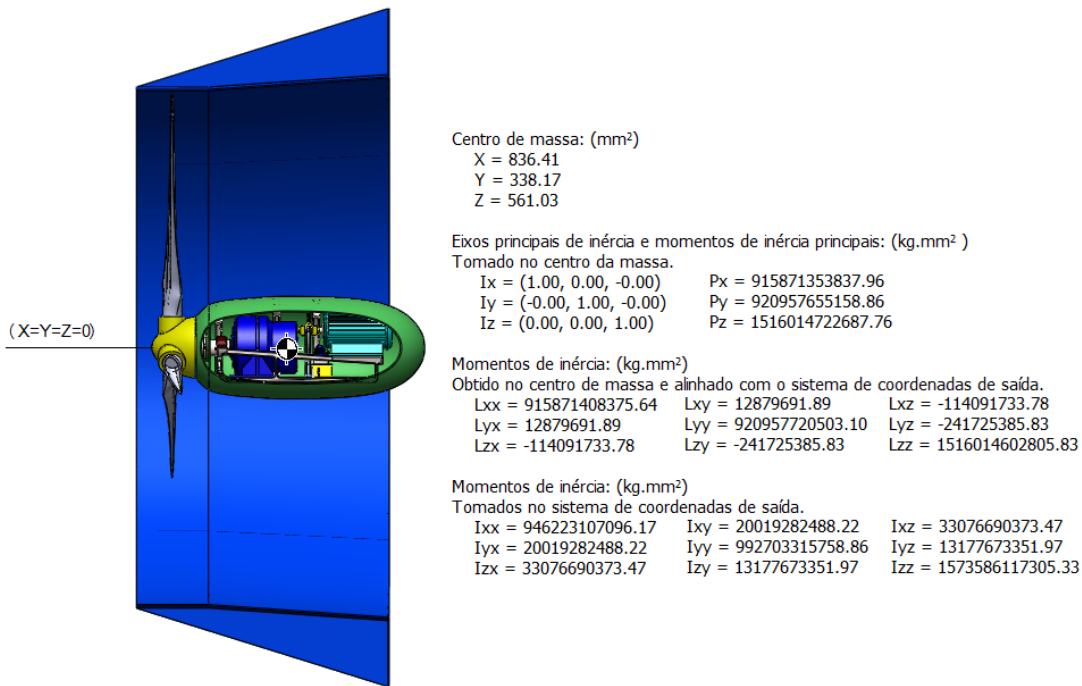 (X=Y=Z=0)
Centro de massa: (mm²)
X = 836.41
Y = 338.17
Z = 561.03
Eixos principais de inércia e momentos de inércia principais: (kg.mm² )
Tomado no centro da massa.
Ix = (1.00, 0.00, -0.00) Px = 915871353837.96
Iy = (-0.00, 1.00, -0.00) Py = 920957655158.86
Iz = (0.00, 0.00, 1.00) Pz = 1516014722687.76
Momentos de inércia: (kg.mm²)
Obtido no centro de massa e alinhado com o sistema de coordenadas de saída.
Lxx = 915871408375.64 Lxy = 12879691.89 Lxz = -114091733.78
Lyx = 12879691.89 Lyy = 920957720503.10 Lyz = -241725385.83
Lzx = -114091733.78 Lzy = -241725385.83 Lzz = 1516014602805.83
Momentos de inércia: (kg.mm²)
Tomados no sistema de coordenadas de saída.
Ixx = 946223107096.17 Ixy = 20019282488.22 Ixz = 33076690373.47
Iyx = 20019282488.22 Iyy = 992703315758.86 Iyz = 13177673351.97
Izx = 33076690373.47 Izy = 13177673351.97 Izz = 1573586117305.33